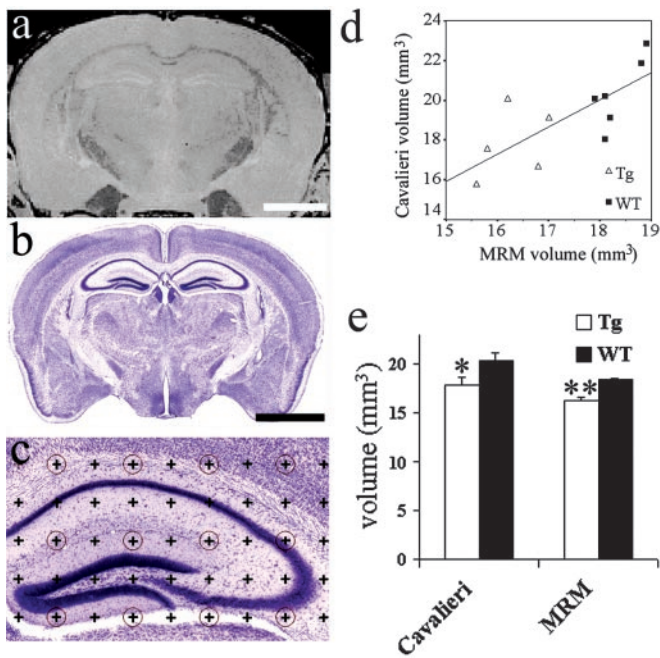 a
b
c
d
Cavalieri volume (mm³)
24
22
20
18
16
14
15 16 17 18 19
MRM volume (mm³)
△ Tg
■ WT
e
Tg
WT
volume (mm³)
20
15
10
5
0
*
**
Cavalieri
MRM